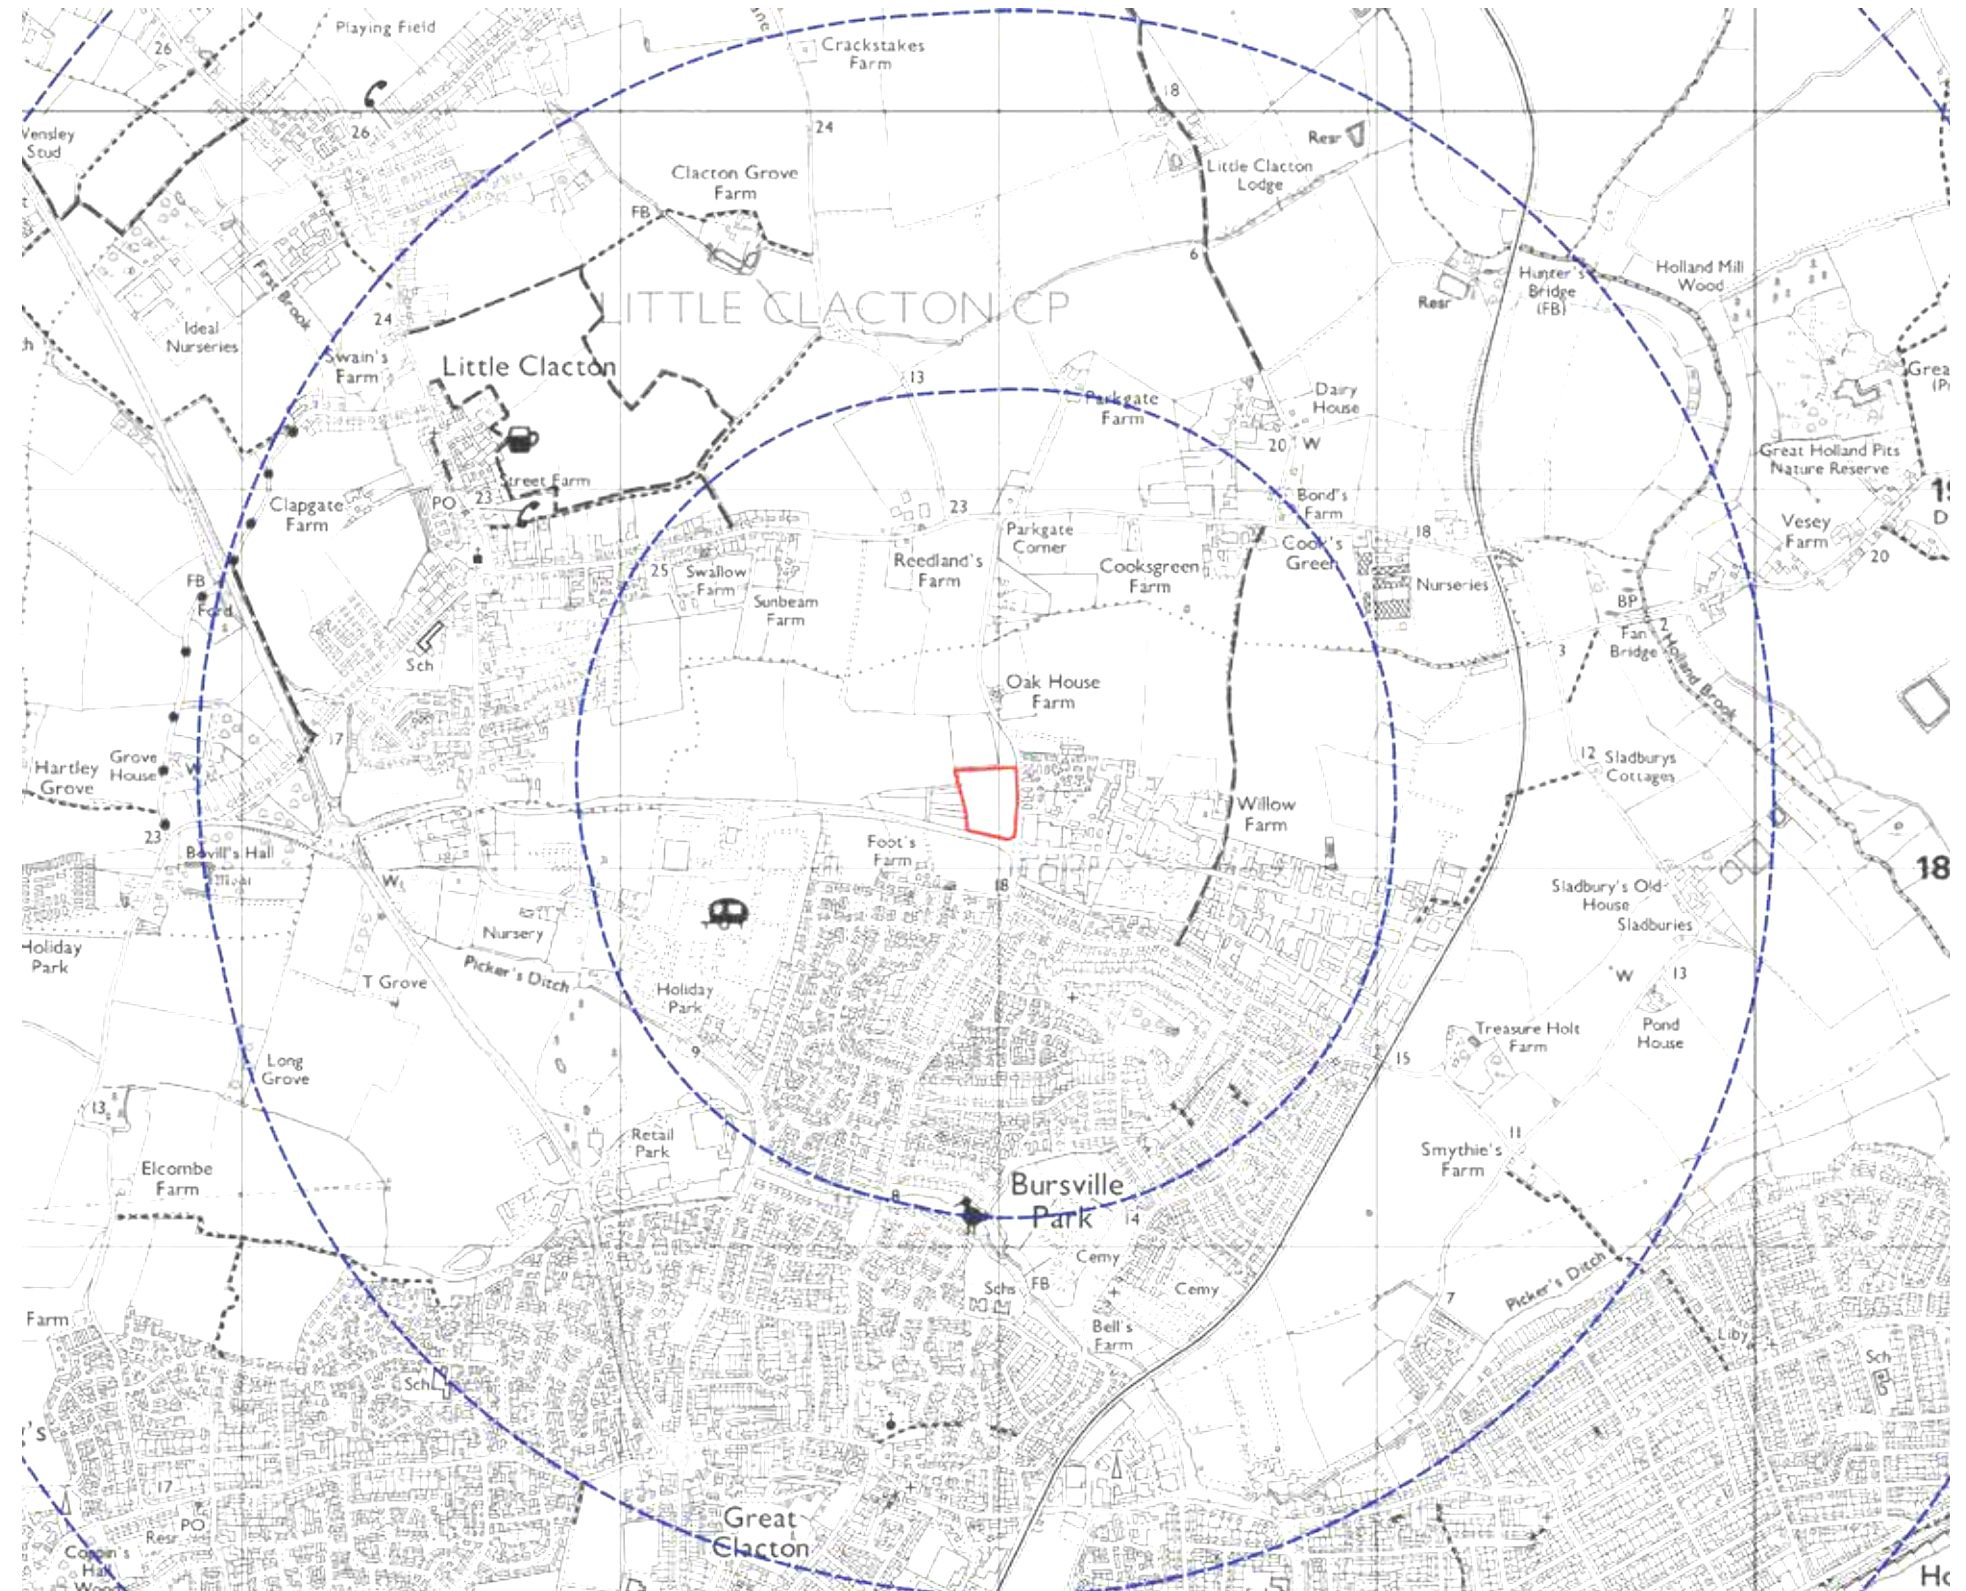 Playing Field
26
Crackstakes
Farm
18
26
24
Resr
Stud
Clacton Grove
Farm
Little Clacton
Lodge
FB
6
First Brook
Hunter's
Bridge
(FB)
Holland Mill
Wood
Resr
LITTLE CLACTON CP
Ideal
Nurseries
24
Swain's
Farm
Little Clacton
13
Parkgate
Farm
Dairy
House
20
W
Great Holland Pits
Nature Reserve
Clapgate
Farm
PO
23
Street Farm
23
Bond's
Farm
Parkgate
Corner
18
Vesey
Farm
20
Reedland's
Farm
Cooksgreen
Farm
Cook's
Green
Nurseries
25
Swallow
Farm
Sunbeam
Farm
FB
Ford
BP
2
Fan
Bridge
3
Holland Brook
Sch
Oak House
Farm
17
Grove
House
W
Hartley
Grove
12
Sladburys
Cottages
Willow
Farm
23
Bovill's Hall
Foot's
Farm
18
18
W
Sladbury's Old
House
Sladburies
Nursery
Holiday
Park
Picker's Ditch
T Grove
Holiday
Park
W
13
Treasure Holt
Farm
Pond
House
9
15
Long
Grove
13
Retail
Park
11
Smythie's
Farm
Elcombe
Farm
8
Bursville
Park
14
Cemy
Schs
FB
Cemy
Picker's Ditch
7
Farm
Bell's
Farm
Liby
Sch
Sch
's
17
PO
Resr
Great
Clacton
Hall